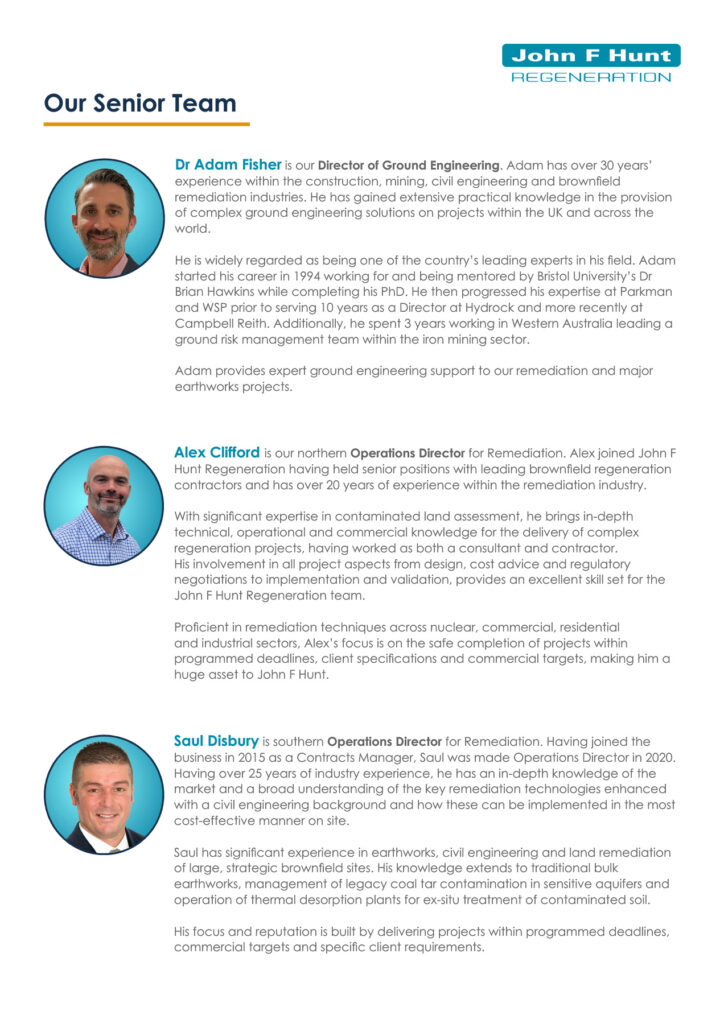 John F Hunt
REGENERATION
Our Senior Team
Dr Adam Fisher is our Director of Ground Engineering. Adam has over 30 years'
experience within the construction, mining, civil engineering and brownfield
remediation industries. He has gained extensive practical knowledge in the provision
of complex ground engineering solutions on projects within the UK and across the
world.
He is widely regarded as being one of the country's leading experts in his field. Adam
started his career in 1994 working for and being mentored by Bristol University's Dr
Brian Hawkins while completing his PhD. He then progressed his expertise at Parkman
and WSP prior to serving 10 years as a Director at Hydrock and more recently at
Campbell Reith. Additionally, he spent 3 years working in Western Australia leading a
ground risk management team within the iron mining sector.
Adam provides expert ground engineering support to our remediation and major
earthworks projects.
Alex Clifford is our northern Operations Director for Remediation. Alex joined John F
Hunt Regeneration having held senior positions with leading brownfield regeneration
contractors and has over 20 years of experience within the remediation industry.
With significant expertise in contaminated land assessment, he brings in-depth
technical, operational and commercial knowledge for the delivery of complex
regeneration projects, having worked as both a consultant and contractor.
His involvement in all project aspects from design, cost advice and regulatory
negotiations to implementation and validation, provides an excellent skill set for the
John F Hunt Regeneration team.
Proficient in remediation techniques across nuclear, commercial, residential
and industrial sectors, Alex's focus is on the safe completion of projects within
programmed deadlines, client specifications and commercial targets, making him a
huge asset to John F Hunt.
Saul Disbury is southern Operations Director for Remediation. Having joined the
business in 2015 as a Contracts Manager, Saul was made Operations Director in 2020.
Having over 25 years of industry experience, he has an in-depth knowledge of the
market and a broad understanding of the key remediation technologies enhanced
with a civil engineering background and how these can be implemented in the most
cost-effective manner on site.
Saul has significant experience in earthworks, civil engineering and land remediation
of large, strategic brownfield sites. His knowledge extends to traditional bulk
earthworks, management of legacy coal tar contamination in sensitive aquifers and
operation of thermal desorption plants for ex-situ treatment of contaminated soil.
His focus and reputation is built by delivering projects within programmed deadlines,
commercial targets and specific client requirements.